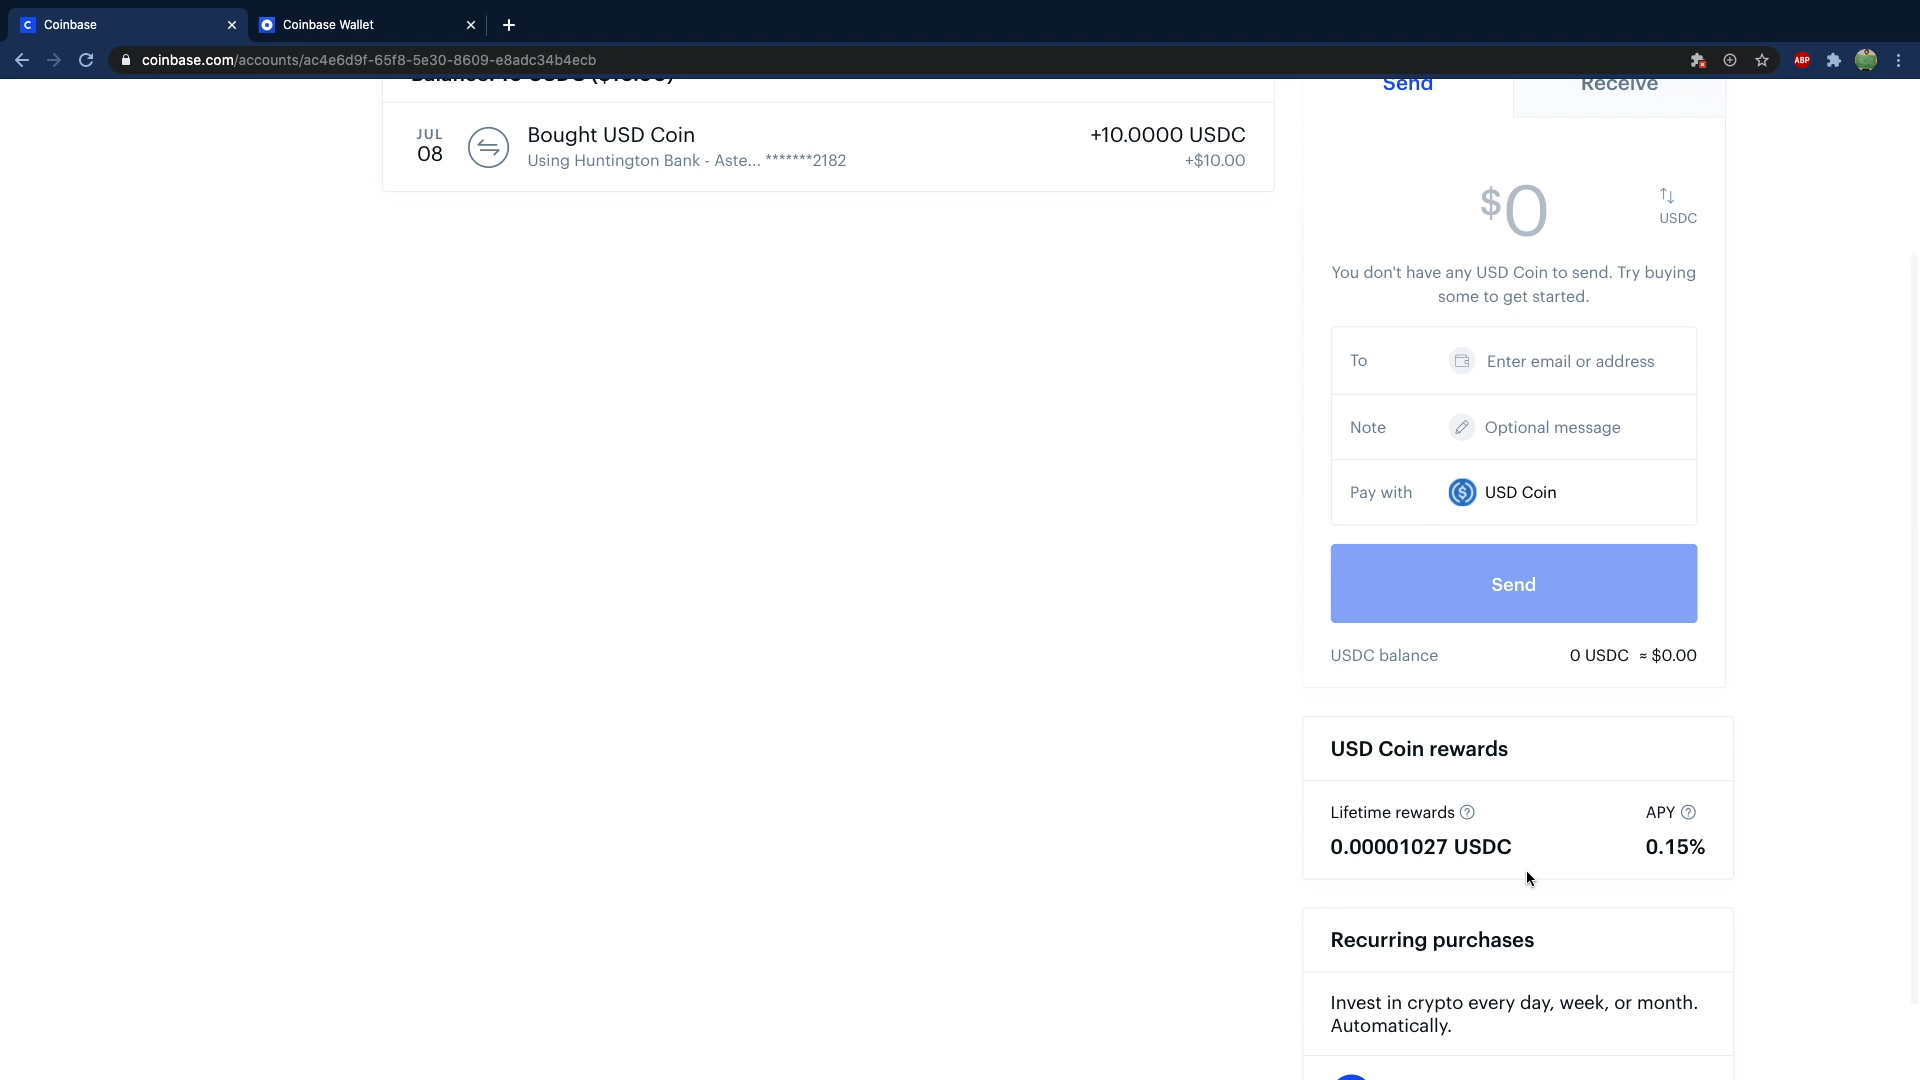 Coinbase
Coinbase Wallet
coinbase.com/accounts/ac4e6d9f-65f8-5e30-8609-e8adc34b4ecb
ABP
Send
Receive
JUL
08
Bought USD Coin
Using Huntington Bank - Aste... *******2182
+10.0000 USDC
+$10.00
$0
USDC
You don't have any USD Coin to send. Try buying
some to get started.
To
Enter email or address
Note
Optional message
Pay with
USD Coin
Send
USDC balance
0 USDC ≈ $0.00
USD Coin rewards
Lifetime rewards
APY
0.00001027 USDC
0.15%
Recurring purchases
Invest in crypto every day, week, or month.
Automatically.